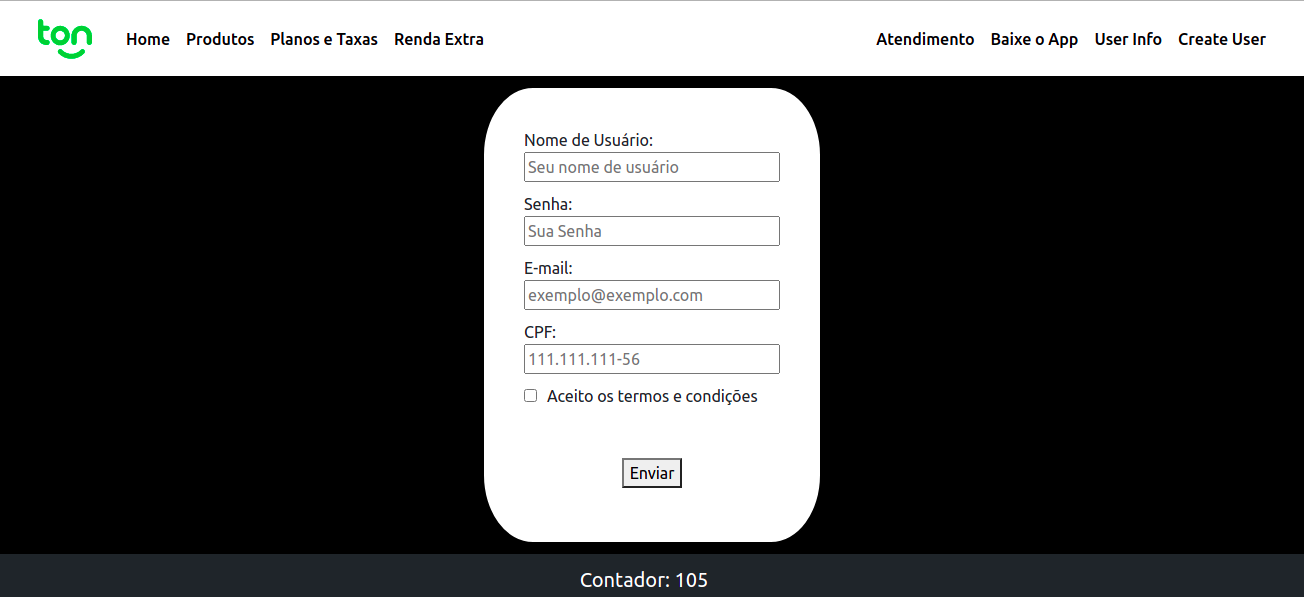 ton Home Produtos Planos e Taxas Renda Extra Atendimento Baixe o App User Info Create User
Nome de Usuário:
Seu nome de usuário
Senha:
Sua Senha
E-mail:
exemplo@exemplo.com
CPF:
111.111.111-56
Aceito os termos e condições
Enviar
Contador: 105